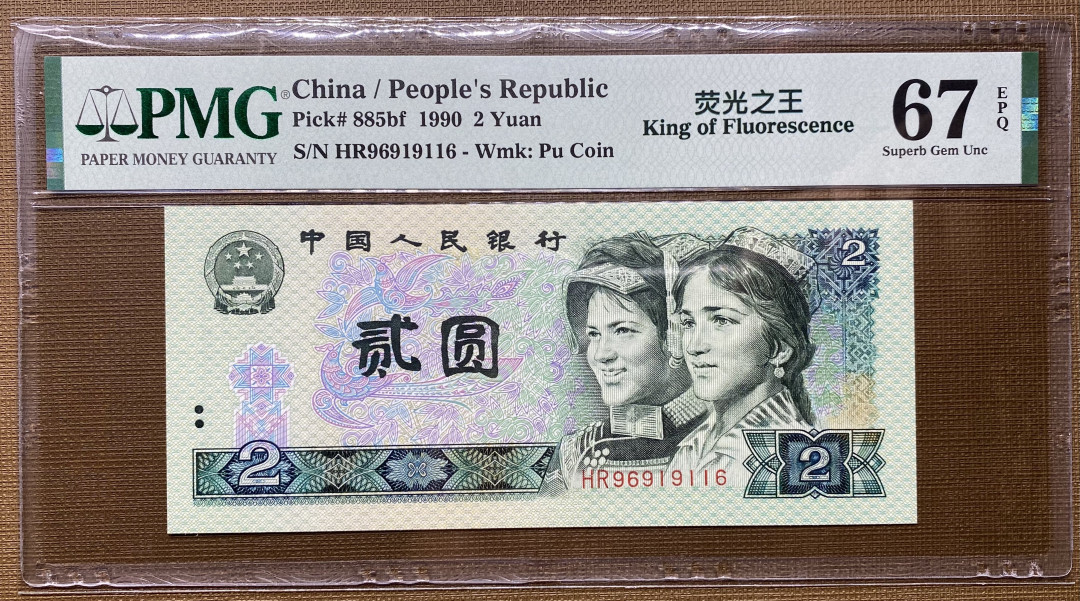 PMG®
PAPER MONEY GUARANTY
China / People's Republic
Pick# 885bf 1990 2 Yuan
S/N HR96919116 - Wmk: Pu Coin
荧光之王
King of Fluorescence
67
EPQ
Superb Gem Unc
中国人民银行
2
贰圆
2
HR96919116
2